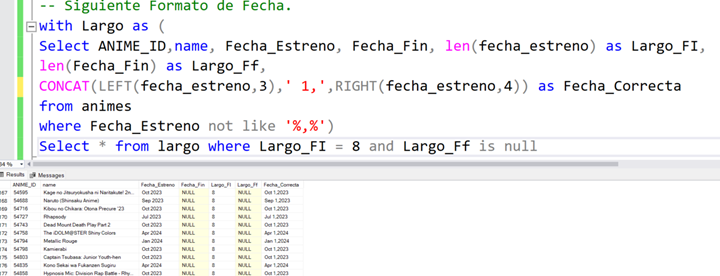 -- Siguiente Formato de Fecha.
with Largo as (
Select ANIME_ID,name, Fecha_Estreno, Fecha_Fin, len(fecha_estreno) as Largo_FI,
len(Fecha_Fin) as Largo_Ff,
CONCAT(LEFT(fecha_estreno,3),' 1,',RIGHT(fecha_estreno,4)) as Fecha_Correcta
from animes
where Fecha_Estreno not like '%,%')
Select * from largo where Largo_FI = 8 and Largo_Ff is null
Results Messages
ANIME_ID name Fecha_Estreno Fecha_Fin Largo_FI Largo_Ff Fecha_Correcta
167 54595 Kage no Jitsuryokusha ni Naritakute! 2n... Oct 2023 NULL 8 NULL Oct 1,2023
168 54688 Naruto (Shinsaku Anime) Sep 2023 NULL 8 NULL Sep 1,2023
169 54716 Kibou no Chikara: Otona Precure '23 Oct 2023 NULL 8 NULL Oct 1,2023
170 54727 Rhapsody Jul 2023 NULL 8 NULL Jul 1,2023
171 54743 Dead Mount Death Play Part 2 Oct 2023 NULL 8 NULL Oct 1,2023
172 54758 The iDOLM@STER Shiny Colors Apr 2024 NULL 8 NULL Apr 1,2024
173 54794 Metallic Rouge Jan 2024 NULL 8 NULL Jan 1,2024
174 54798 Kamierabi Oct 2023 NULL 8 NULL Oct 1,2023
175 54803 Captain Tsubasa: Junior Youth-hen Oct 2023 NULL 8 NULL Oct 1,2023
176 54835 Kono Sekai wa Fukanzen Sugiru Apr 2024 NULL 8 NULL Apr 1,2024
177 54858 Hypnosis Mic: Division Rap Battle - Rhy... Oct 2023 NULL 8 NULL Oct 1,2023